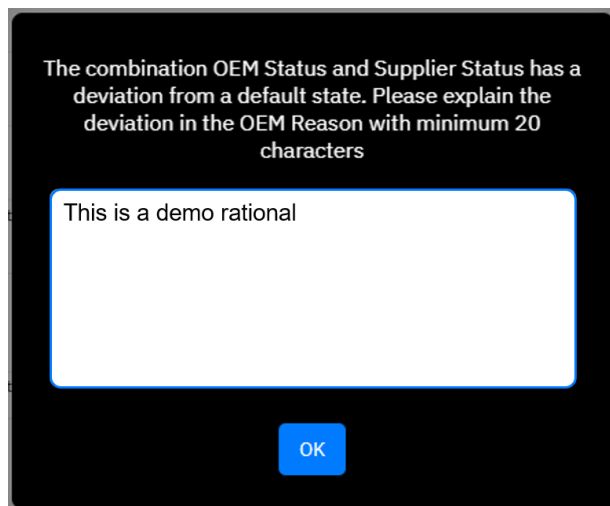 The combination OEM Status and Supplier Status has a
deviation from a default state. Please explain the
deviation in the OEM Reason with minimum 20
characters
This is a demo rational
OK